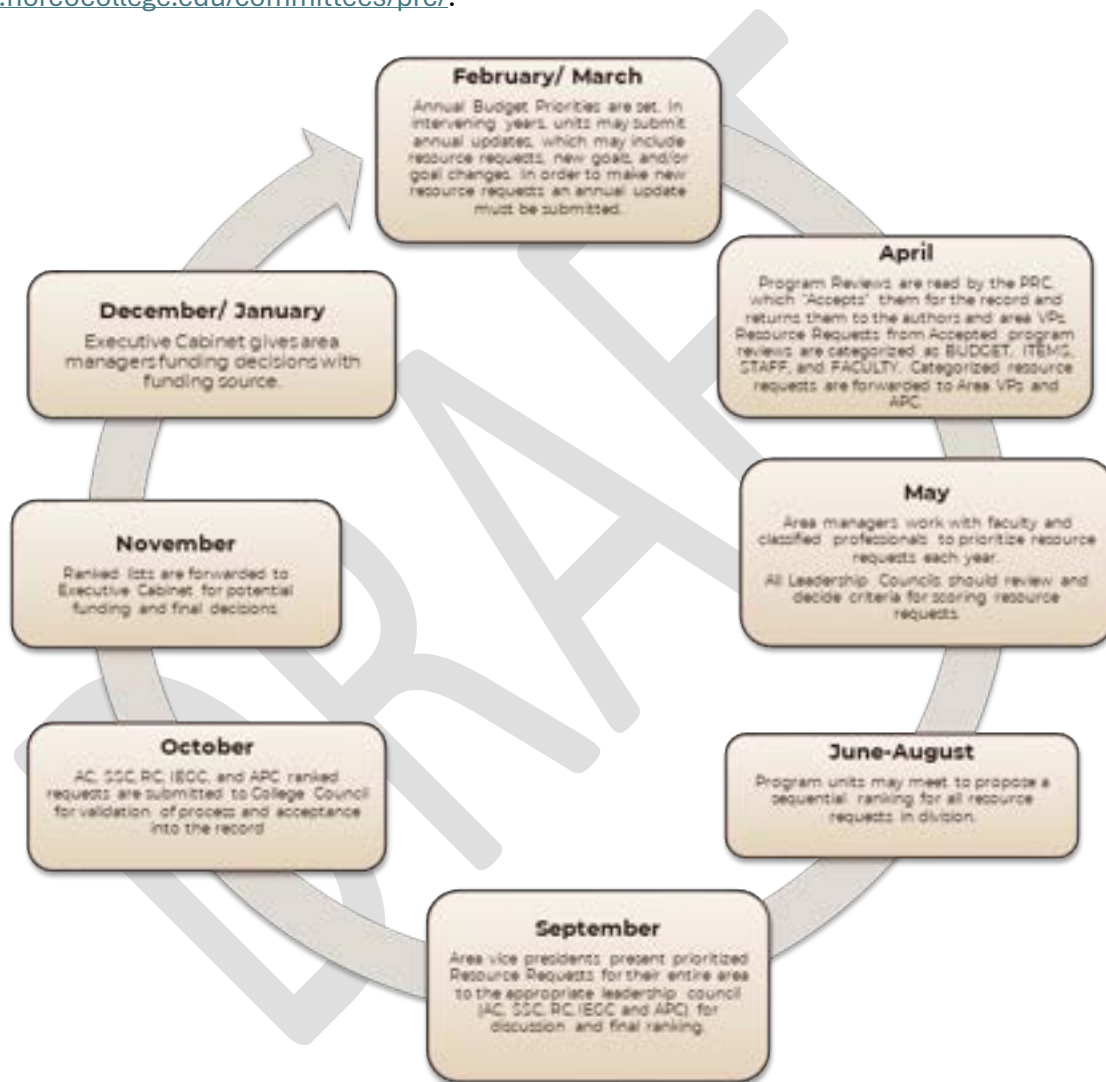 .norcocollege.edu/committees/prc/.
February/ March
Annual Budget Priorities are set. In
intervening years, units may submit
annual updates, which may include
resource requests, new goals, and/or
goal changes. In order to make new
resource requests an annual update
must be submitted.
April
Program Reviews are read by the PRC,
which "Accepts" them for the record and
returns them to the authors and area VPs
Resource Requests from Accepted program
reviews are categorized as BUDGET, ITEMS,
STAFF, and FACULTY. Categorized resource
requests are forwarded to Area VPs and
APC.
May
Area managers work with faculty and
classified professionals to prioritize resource
requests each year.
All Leadership Councils should review and
decide criteria for scoring resource
requests.
June-August
Program units may meet to propose a
sequential ranking for all resource
requests in division.
September
Area vice presidents present prioritized
Resource Requests for their entire area
to the appropriate leadership council
(AC, SSC, RC, IEGC and APC) for
discussion and final ranking.
October
AC, SSC, RC, IEGC, and APC ranked
requests are submitted to College Council
for validation of process and acceptance
into the record
November
Ranked lists are forwarded to
Executive Cabinet for potential
funding and final decisions.
December/ January
Executive Cabinet gives area
managers funding decisions with
funding source.
DRAFT